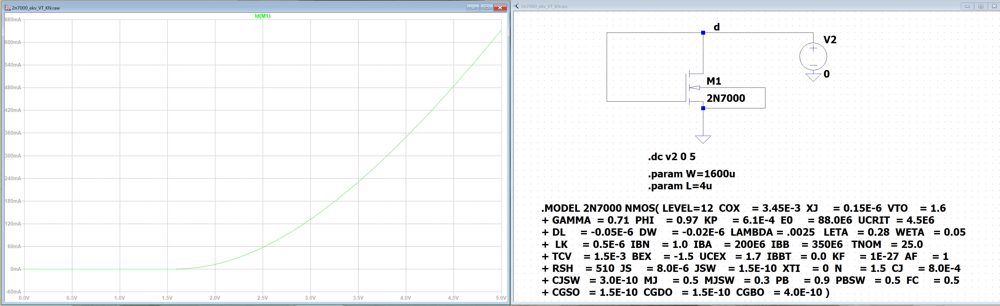 2n7000_ekv_VT_KN.raw
Id(M1)
660mA
600mA
540mA
480mA
420mA
360mA
300mA
240mA
180mA
120mA
60mA
0mA
-60mA
0.0V 0.5V 1.0V 1.5V 2.0V 2.5V 3.0V 3.5V 4.0V 4.5V 5.0V
2n7000_ekv_VT_KN.asc
d
V2
0
M1
2N7000
.dc v2 0 5
.param W=1600u
.param L=4u
.MODEL 2N7000 NMOS( LEVEL=12 COX = 3.45E-3 XJ = 0.15E-6 VTO = 1.6
+ GAMMA = 0.71 PHI = 0.97 KP = 6.1E-4 E0 = 88.0E6 UCRIT = 4.5E6
+ DL = -0.05E-6 DW = -0.02E-6 LAMBDA = .0025 LETA = 0.28 WETA = 0.05
+ LK = 0.5E-6 IBN = 1.0 IBA = 200E6 IBB = 350E6 TNOM = 25.0
+ TCV = 1.5E-3 BEX = -1.5 UCEX = 1.7 IBBT = 0.0 KF = 1E-27 AF = 1
+ RSH = 510 JS = 8.0E-6 JSW = 1.5E-10 XTI = 0 N = 1.5 CJ = 8.0E-4
+ CJSW = 3.0E-10 MJ = 0.5 MJSW = 0.3 PB = 0.9 PBSW = 0.5 FC = 0.5
+ CGSO = 1.5E-10 CGDO = 1.5E-10 CGBO = 4.0E-10 )